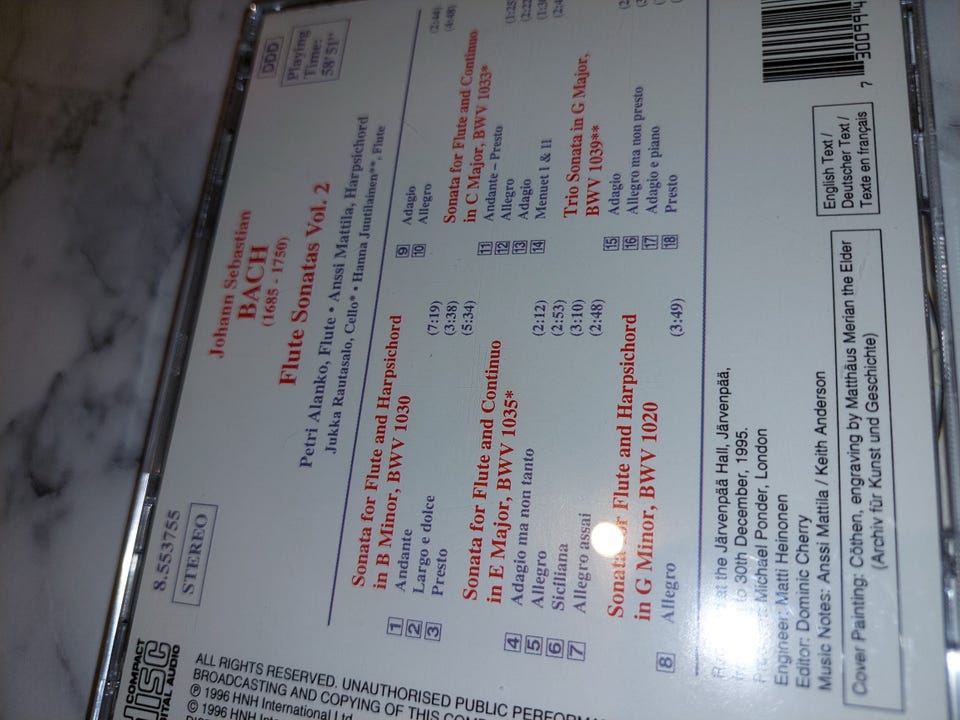 8.553755
STEREO
Johann Sebastian
BACH
(1685 - 1750)
Flute Sonatas Vol. 2
DDD
Playing
Time:
58'51"
Petri Alanko, Flute • Anssi Mattila, Harpsichord
Jukka Rautasalo, Cello* • Hanna Juutilainen**, Flute
Sonata for Flute and Harpsichord
in B Minor, BWV 1030
1 Andante (7:19)
2 Largo e dolce (3:38)
3 Presto (5:34)
Sonata for Flute and Continuo
in E Major, BWV 1035*
4 Adagio ma non tanto (2:12)
5 Allegro (2:53)
6 Siciliana (3:10)
7 Allegro assai (2:48)
Sonata for Flute and Harpsichord
in G Minor, BWV 1020
8 Allegro (3:49)
9 Adagio (2:44)
10 Allegro (4:48)
Sonata for Flute and Continuo
in C Major, BWV 1033*
11 Andante – Presto
12 Allegro
13 Adagio
14 Menuet I & II
Trio Sonata in G Major,
BWV 1039**
15 Adagio
16 Allegro ma non presto
17 Adagio e piano
18 Presto
at the Järvenpää Hall, Järvenpää,
to 30th December, 1995.
Michael Ponder, London
Engineer: Matti Heinonen
Editor: Dominic Cherry
Music Notes: Anssi Mattila / Keith Anderson
English Text /
Deutscher Text /
Texte en français
Cover Painting: Cöthen, engraving by Matthäus Merian the Elder
(Archiv für Kunst und Geschichte)
7 30099
COMPACT
DISC
DIGITAL AUDIO
ALL RIGHTS RESERVED. UNAUTHORISED PUBLIC
BROADCASTING AND COPYING OF THIS
℗ 1996 HNH International Ltd.
© 1996 HNH International